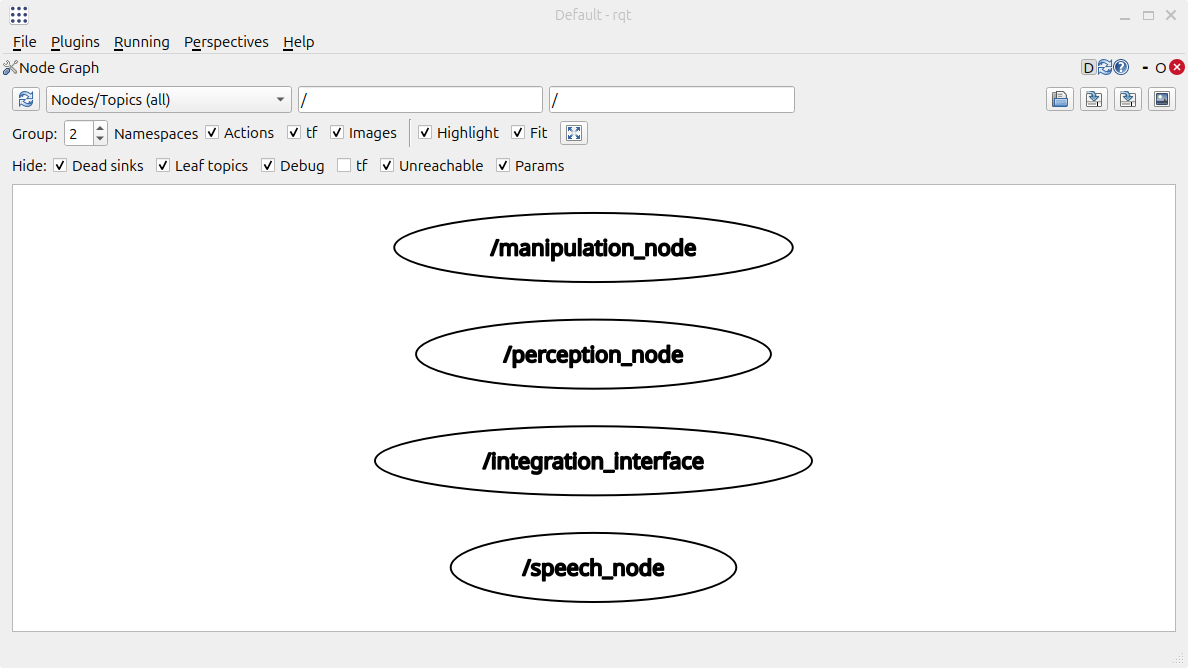 Default - rqt
File Plugins Running Perspectives Help
Node Graph D - O
Nodes/Topics (all) / /
Group: 2 Namespaces Actions tf Images Highlight Fit
Hide: Dead sinks Leaf topics Debug tf Unreachable Params
/manipulation_node
/perception_node
/integration_interface
/speech_node